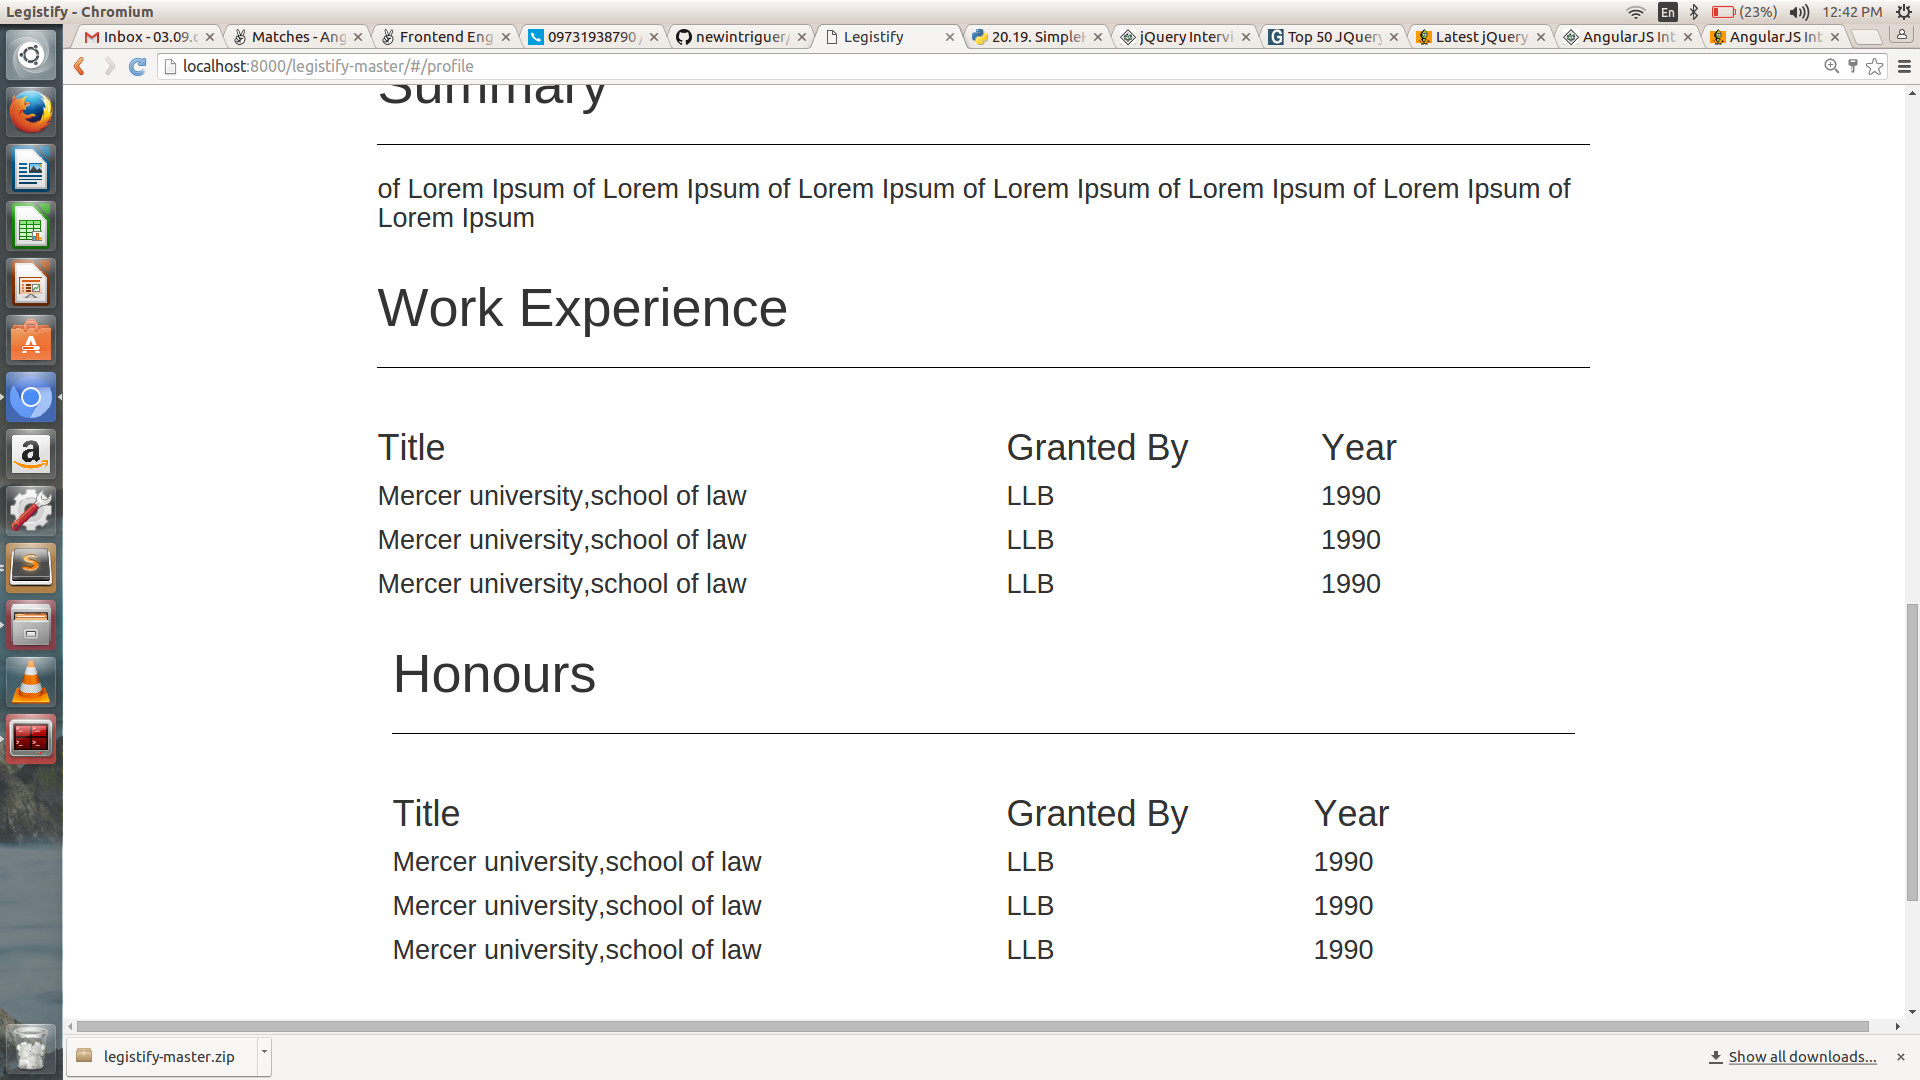 Legistify - Chromium
En
(23%)
12:42 PM
Inbox - 03.09.
Matches - An
Frontend Eng
09731938790
newintriguer/
Legistify
20.19. Simple
jQuery Intervi
Top 50 JQuery
Latest jQuery
AngularJS Int
AngularJS Int
localhost:8000/legistify-master/#/profile
Summary
of Lorem Ipsum of Lorem Ipsum of Lorem Ipsum of Lorem Ipsum of Lorem Ipsum of Lorem Ipsum of
Lorem Ipsum
Work Experience
Title Granted By Year
Mercer university,school of law LLB 1990
Mercer university,school of law LLB 1990
Mercer university,school of law LLB 1990
Honours
Title Granted By Year
Mercer university,school of law LLB 1990
Mercer university,school of law LLB 1990
Mercer university,school of law LLB 1990
legistify-master.zip
Show all downloads...